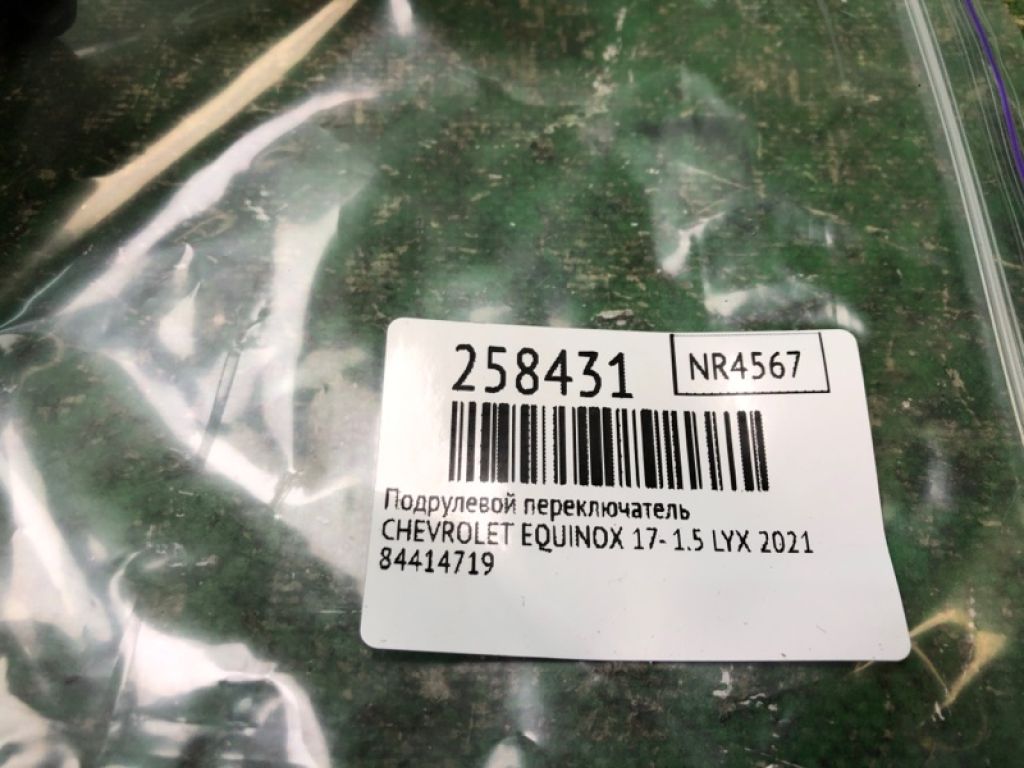 258431
NR4567
Подрулевой переключатель
CHEVROLET EQUINOX 17- 1.5 LYX 2021
84414719